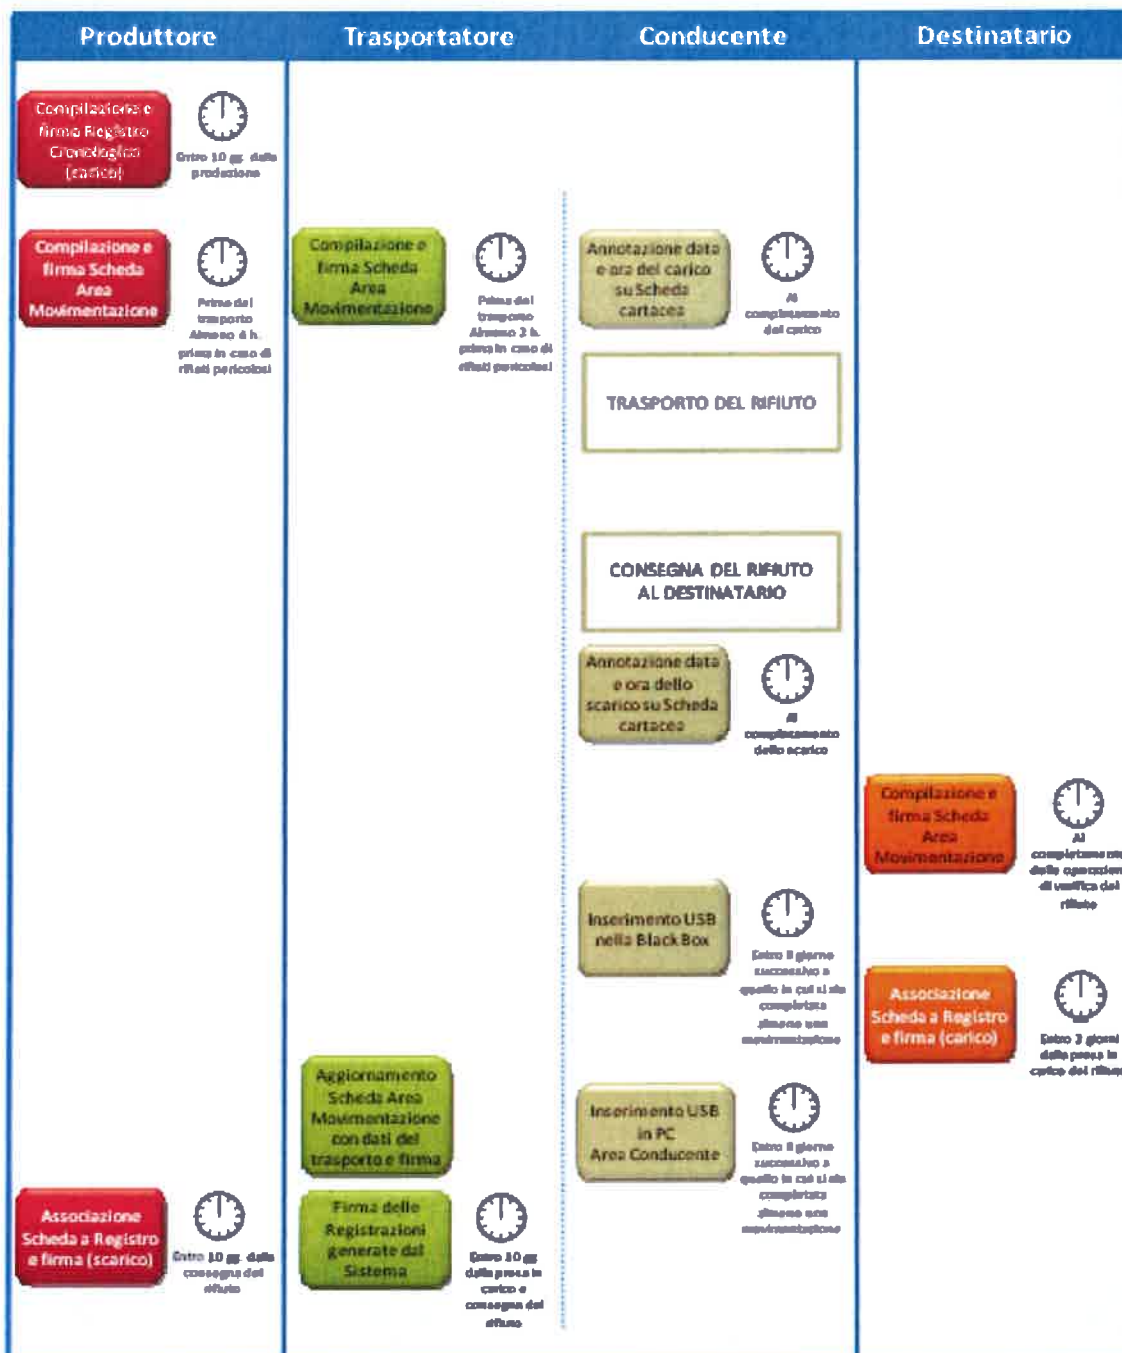 Produttore
Trasportatore
Conducente
Destinatario
Compilazione e
firma Registro
Cronologico
(carico)
Entro 10 gg. dalla
produzione
Compilazione e
firma Scheda
Area
Movimentazione
Prima del
trasporto
Almeno 4 h.
prima in caso di
rifiuti pericolosi
Compilazione e
firma Scheda
Area
Movimentazione
Prima del
trasporto
Almeno 2 h.
prima in caso di
rifiuti pericolosi
Annotazione data
e ora del carico
su Scheda
cartacea
Al
completamento
del carico
TRASPORTO DEL RIFIUTO
CONSEGNA DEL RIFIUTO
AL DESTINATARIO
Annotazione data
e ora dello
scarico su Scheda
cartacea
Al
completamento
dello scarico
Compilazione e
firma Scheda
Area
Movimentazione
Al
completamento
delle operazioni
di verifica del
rifiuto
Inserimento USB
nella Black Box
Entro il giorno
successivo a
quello in cui si sia
completata
almeno una
movimentazione
Associazione
Scheda a Registro
e firma (carico)
Entro 2 giorni
dalla presa in
carico del rifiuto
Aggiornamento
Scheda Area
Movimentazione
con dati del
trasporto e firma
Inserimento USB
in PC
Area Conducente
Entro il giorno
successivo a
quello in cui si sia
completata
almeno una
movimentazione
Associazione
Scheda a Registro
e firma (scarico)
Entro 10 gg. dalla
consegna del
rifiuto
Firma delle
Registrazioni
generate dal
Sistema
Entro 10 gg
dalla presa in
carico e
consegna del
rifiuto